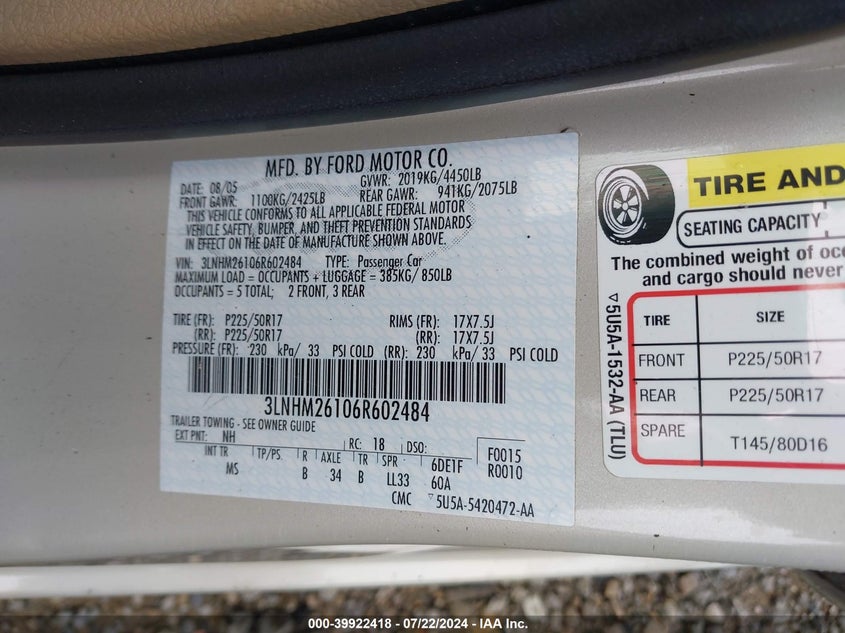 MFD. BY FORD MOTOR CO.
DATE: 08/05 GVWR: 2019KG/4450LB
FRONT GAWR: 1100KG/2425LB REAR GAWR: 941KG/2075LB
THIS VEHICLE CONFORMS TO ALL APPLICABLE FEDERAL MOTOR
VEHICLE SAFETY, BUMPER, AND THEFT PREVENTION STANDARDS
IN EFFECT ON THE DATE OF MANUFACTURE SHOWN ABOVE.
VIN: 3LNHM26106R602484 TYPE: Passenger Car
MAXIMUM LOAD = OCCUPANTS + LUGGAGE = 385KG/ 850LB
OCCUPANTS = 5 TOTAL; 2 FRONT, 3 REAR
TIRE (FR): P225/50R17 RIMS (FR): 17X7.5J
(RR): P225/50R17 (RR): 17X7.5J
PRESSURE (FR): 230 kPa/ 33 PSI COLD (RR): 230 kPa/ 33 PSI COLD
3LNHM26106R602484
TRAILER TOWING - SEE OWNER GUIDE
EXT PNT: NH RC: 18 DSO: F0015
INT TR TP/PS R AXLE TR SPR 6DE1F R0010
MS B 34 B LL33 60A
CMC ▽5U5A-5420472-AA
TIRE AND
SEATING CAPACITY
The combined weight of occ
and cargo should never
▽5U5A-1532-AA (TLU)
TIRE SIZE
FRONT P225/50R17
REAR P225/50R17
SPARE T145/80D16
000-39922418 - 07/22/2024 - IAA Inc.